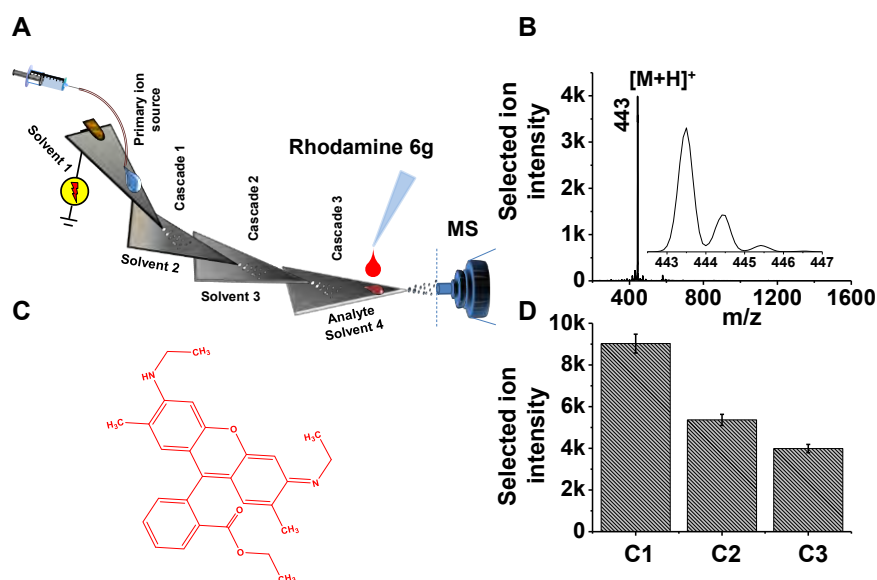 A
Solvent 1
Primary ion
source
Cascade 1
Cascade 2
Cascade 3
Rhodamine 6g
MS
Solvent 2
Solvent 3
Analyte
Solvent 4
B
Selected ion
intensity
4k
3k
2k
1k
0
[M+H]+
443
443 444 445 446 447
400 800 1200 1600
m/z
C
CH3
HN
H3C
O
CH3
N
CH3
O
O
CH3
D
Selected ion
intensity
10k
8k
6k
4k
2k
0
C1 C2 C3